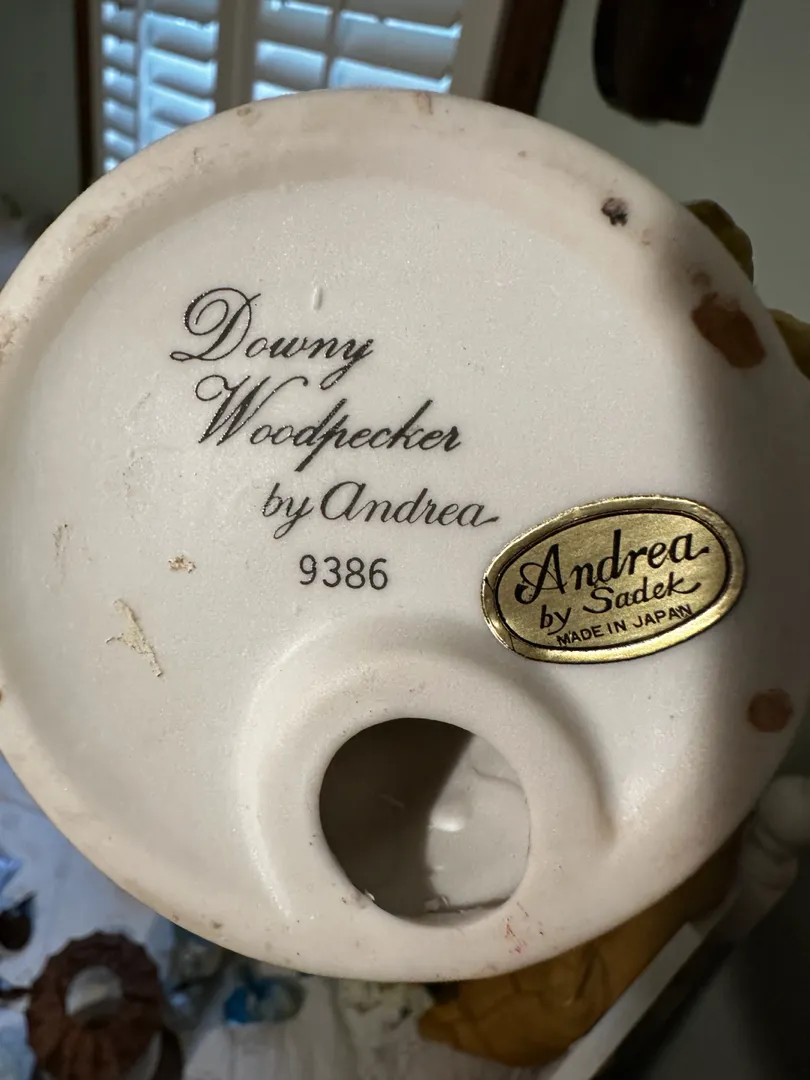 Downy
Woodpecker
by Andrea
9386
Andrea
by Sadek
MADE IN JAPAN